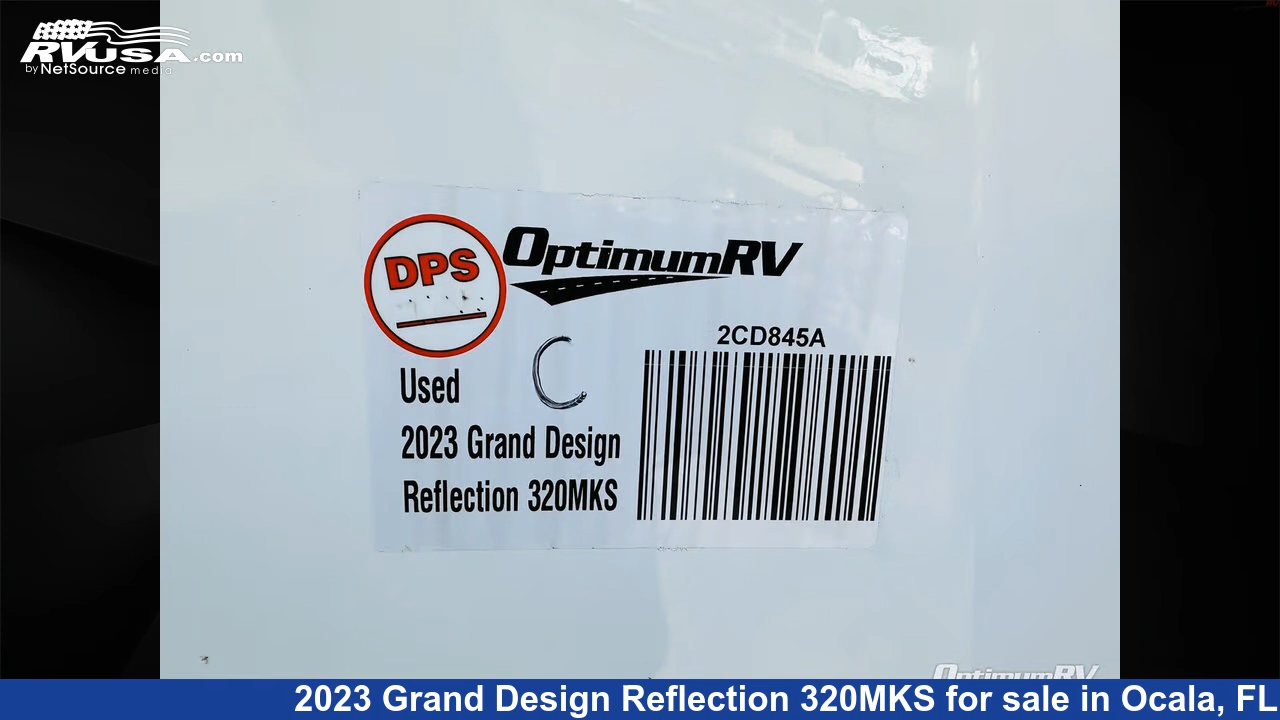 RVUSA.com
by NetSource media
DPS
OptimumRV
2CD845A
Used C
2023 Grand Design
Reflection 320MKS
OptimumRV
2023 Grand Design Reflection 320MKS for sale in Ocala, FL